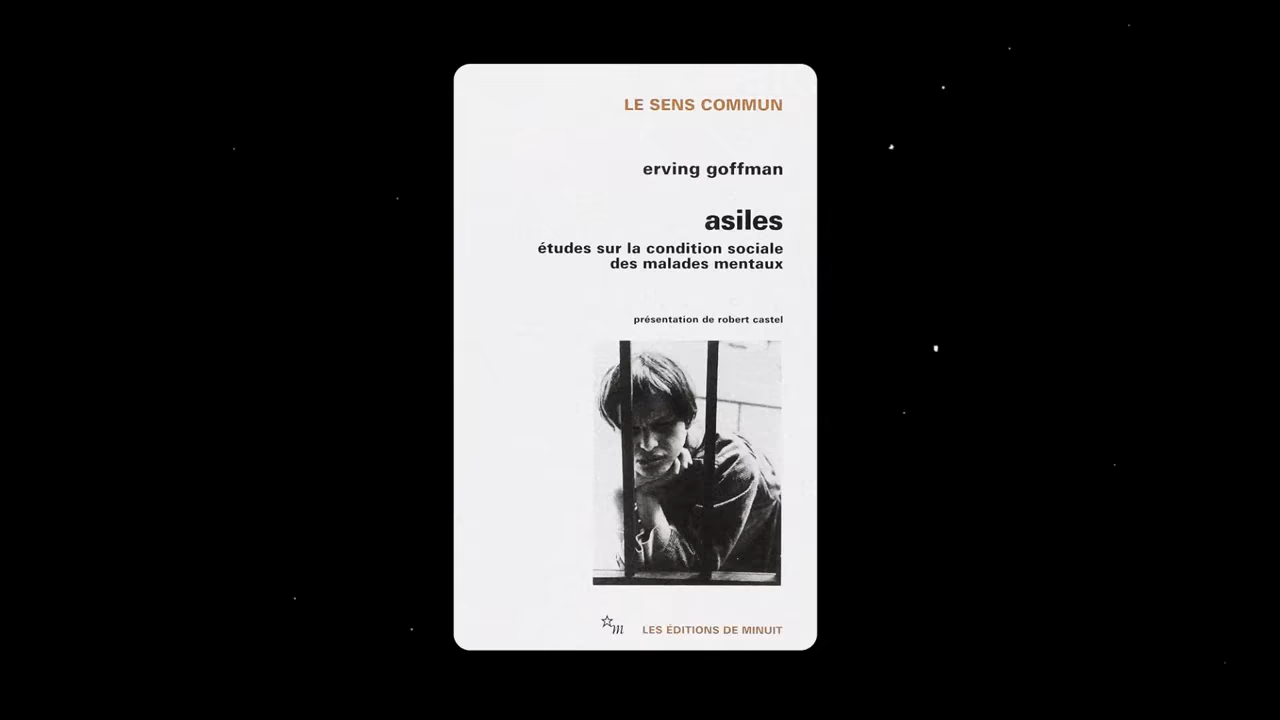 LE SENS COMMUN
erving goffman
asiles
études sur la condition sociale
des malades mentaux
présentation de robert castel
m
LES ÉDITIONS DE MINUIT